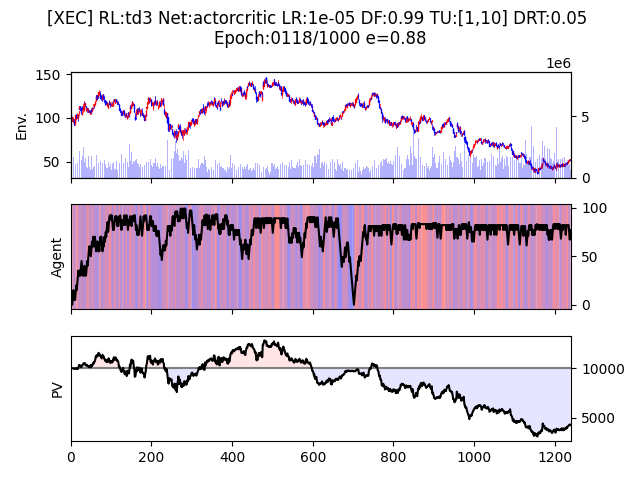 [XEC] RL:td3 Net:actorcritic LR:1e-05 DF:0.99 TU:[1,10] DRT:0.05
Epoch:0118/1000 e=0.88
1e6
150
100
50
Env.
5
0
Agent
100
50
0
PV
10000
5000
0
200
400
600
800
1000
1200